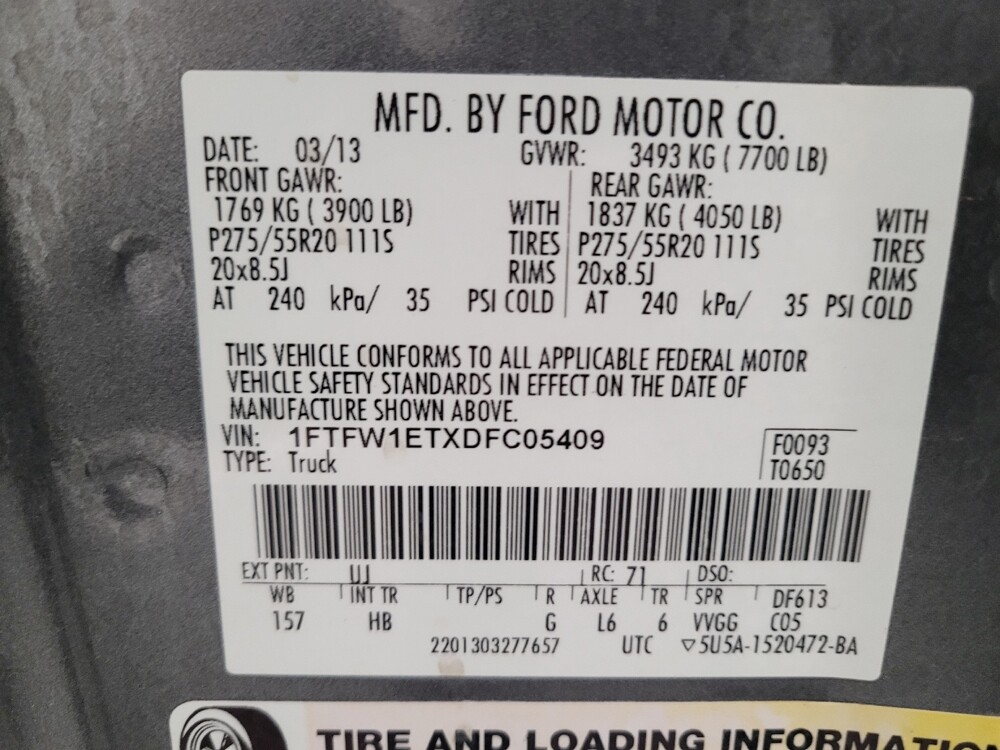 MFD. BY FORD MOTOR CO.
DATE: 03/13 GVWR: 3493 KG ( 7700 LB)
FRONT GAWR: REAR GAWR:
1769 KG ( 3900 LB) WITH 1837 KG ( 4050 LB) WITH
P275/55R20 111S TIRES P275/55R20 111S TIRES
20x8.5J RIMS 20x8.5J RIMS
AT 240 kPa/ 35 PSI COLD AT 240 kPa/ 35 PSI COLD
THIS VEHICLE CONFORMS TO ALL APPLICABLE FEDERAL MOTOR
VEHICLE SAFETY STANDARDS IN EFFECT ON THE DATE OF
MANUFACTURE SHOWN ABOVE.
VIN: 1FTFW1ETXDFC05409 F0093
TYPE: Truck T0650
EXT PNT: UJ RC: 71 DSO:
WB INT TR TP/PS R AXLE TR SPR DF613
157 HB G L6 6 VVGG C05
2201303277657 UTC ▽5U5A-1520472-BA
TIRE AND LOADING INFORMATION